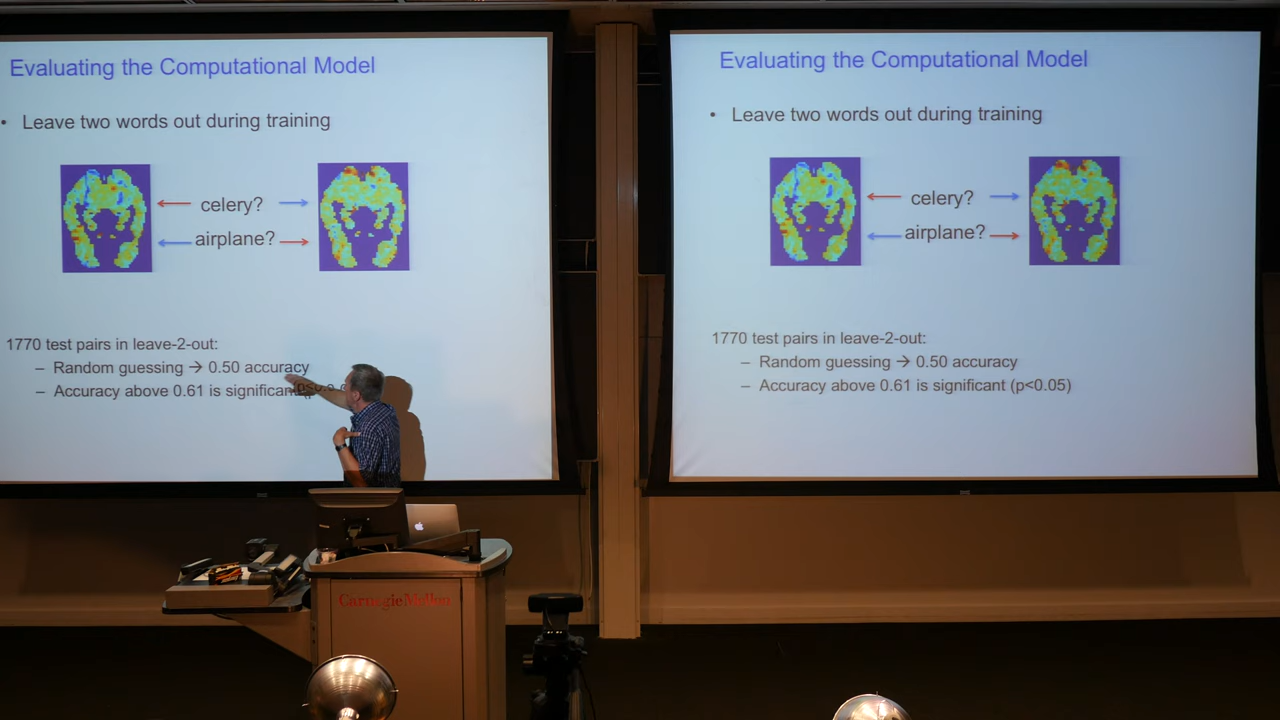 Evaluating the Computational Model
• Leave two words out during training
celery?
airplane?
1770 test pairs in leave-2-out:
– Random guessing → 0.50 accuracy
– Accuracy above 0.61 is significant
Evaluating the Computational Model
• Leave two words out during training
celery?
airplane?
1770 test pairs in leave-2-out:
– Random guessing → 0.50 accuracy
– Accuracy above 0.61 is significant (p<0.05)
Carnegie Mellon